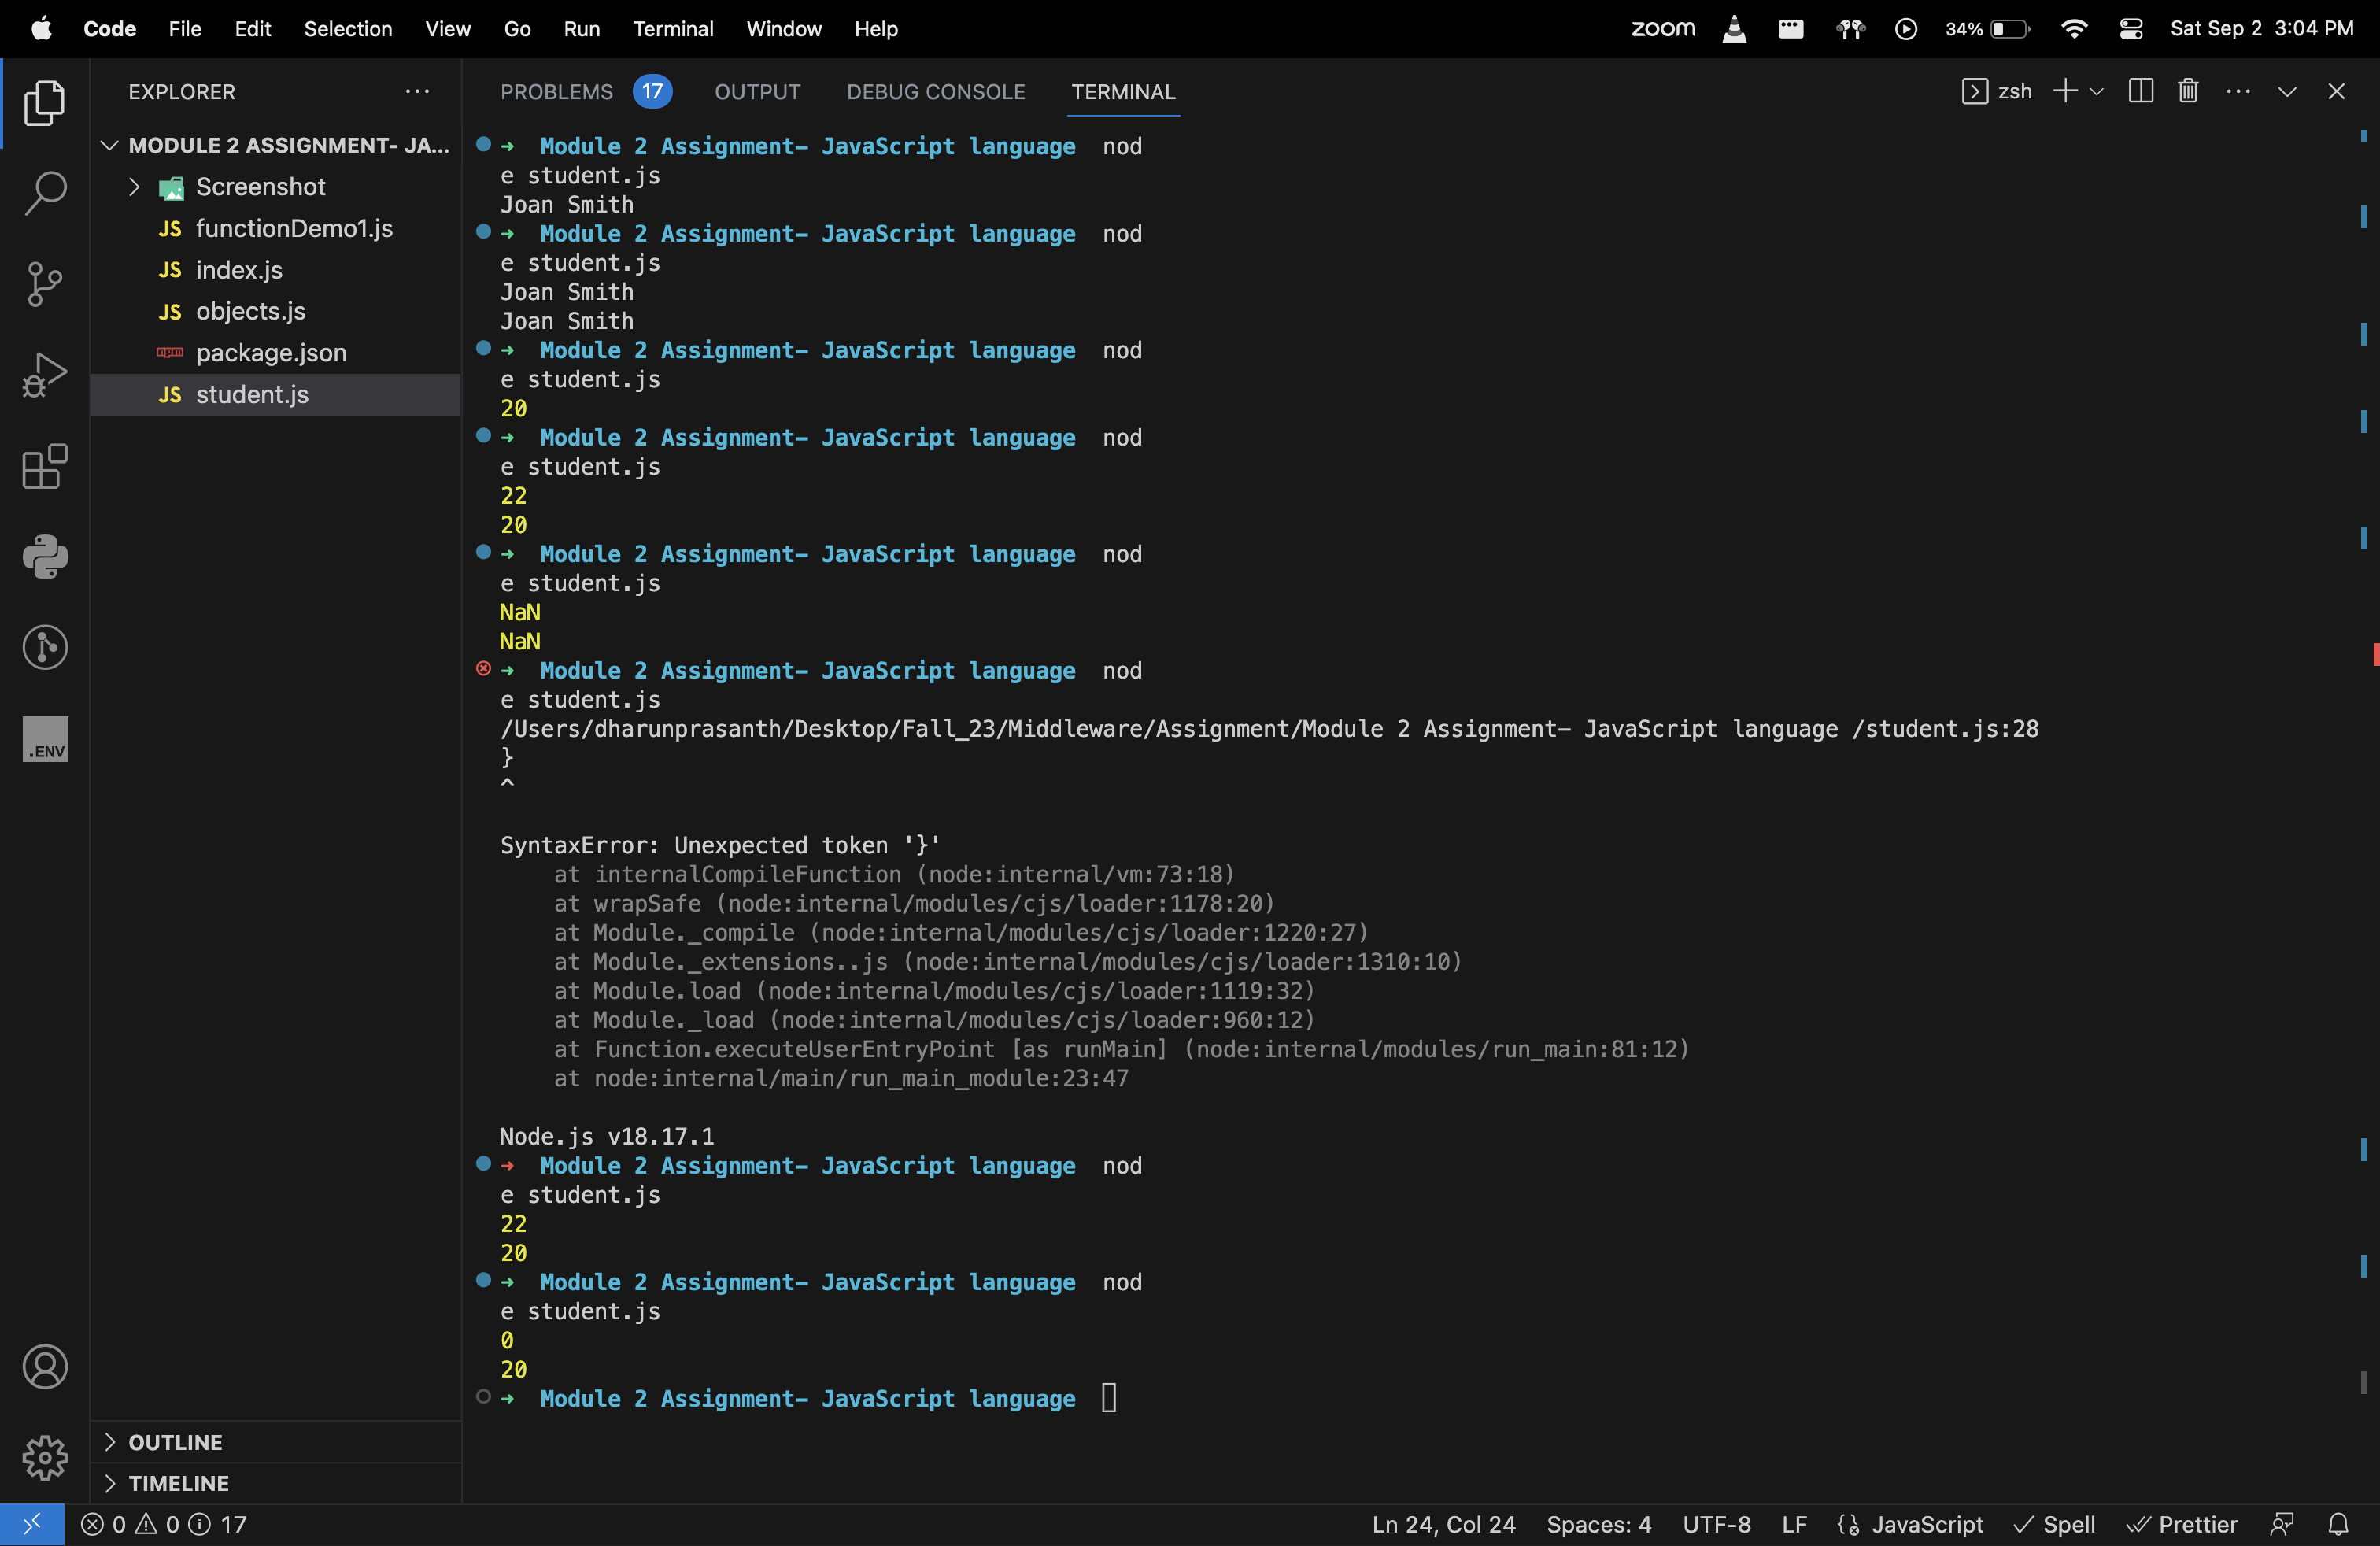 Code File Edit Selection View Go Run Terminal Window Help zoom 34% Sat Sep 2 3:04 PM
EXPLORER
MODULE 2 ASSIGNMENT- JA...
Screenshot
JS functionDemo1.js
JS index.js
JS objects.js
package.json
JS student.js
.ENV
OUTLINE
TIMELINE
PROBLEMS 17 OUTPUT DEBUG CONSOLE TERMINAL zsh
➜ Module 2 Assignment- JavaScript language nod
e student.js
Joan Smith
➜ Module 2 Assignment- JavaScript language nod
e student.js
Joan Smith
Joan Smith
➜ Module 2 Assignment- JavaScript language nod
e student.js
20
➜ Module 2 Assignment- JavaScript language nod
e student.js
22
20
➜ Module 2 Assignment- JavaScript language nod
e student.js
NaN
NaN
➜ Module 2 Assignment- JavaScript language nod
e student.js
/Users/dharunprasanth/Desktop/Fall_23/Middleware/Assignment/Module 2 Assignment- JavaScript language /student.js:28
}
^
SyntaxError: Unexpected token '}'
at internalCompileFunction (node:internal/vm:73:18)
at wrapSafe (node:internal/modules/cjs/loader:1178:20)
at Module._compile (node:internal/modules/cjs/loader:1220:27)
at Module._extensions..js (node:internal/modules/cjs/loader:1310:10)
at Module.load (node:internal/modules/cjs/loader:1119:32)
at Module._load (node:internal/modules/cjs/loader:960:12)
at Function.executeUserEntryPoint [as runMain] (node:internal/modules/run_main:81:12)
at node:internal/main/run_main_module:23:47
Node.js v18.17.1
➜ Module 2 Assignment- JavaScript language nod
e student.js
22
20
➜ Module 2 Assignment- JavaScript language nod
e student.js
0
20
➜ Module 2 Assignment- JavaScript language
0 0 17 Ln 24, Col 24 Spaces: 4 UTF-8 LF JavaScript Spell Prettier